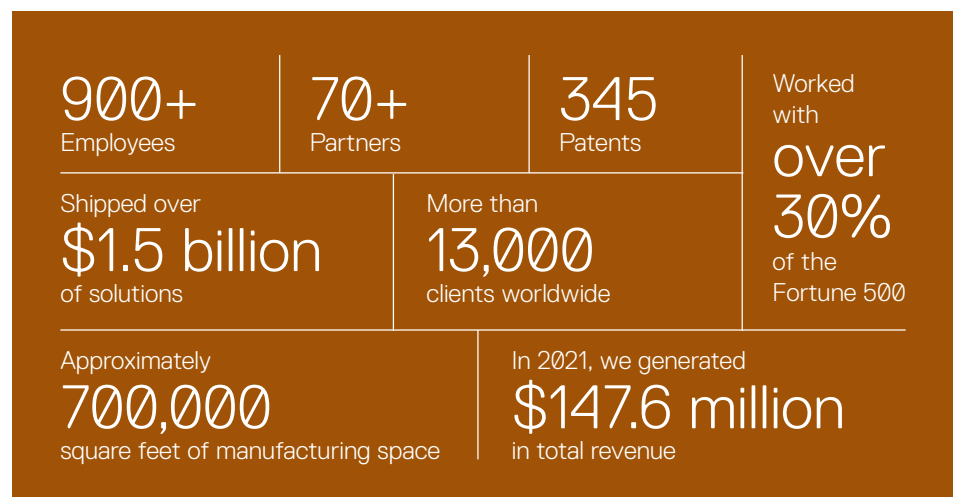 900+
Employees
70+
Partners
345
Patents
Worked
with
over
30%
of the
Fortune 500
Shipped over
$1.5 billion
of solutions
More than
13,000
clients worldwide
Approximately
700,000
square feet of manufacturing space
In 2021, we generated
$147.6 million
in total revenue